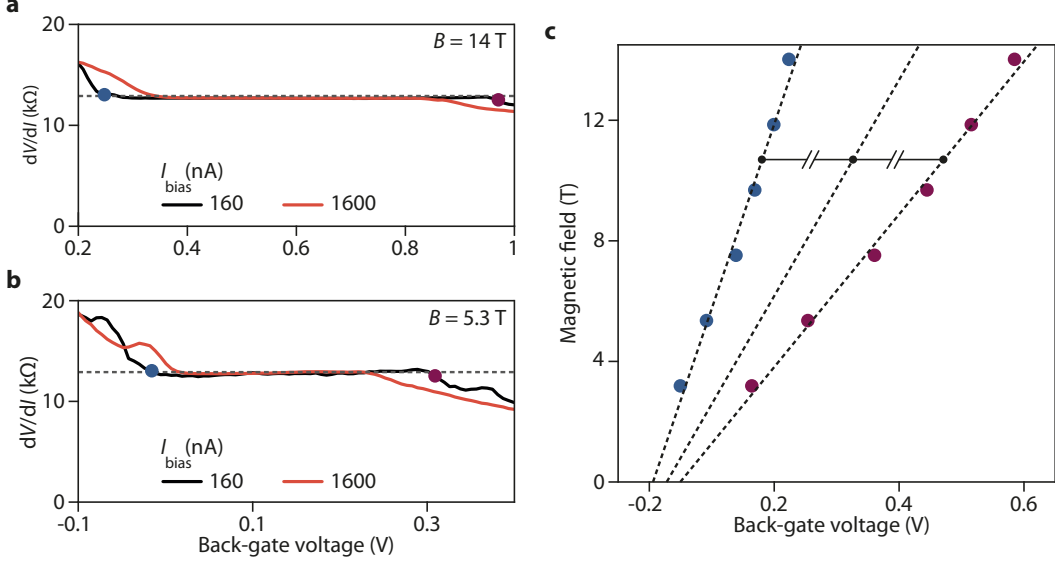 a
20
10
0
dV/dI (kΩ)
B = 14 T
I_bias (nA)
160
1600
0.2
0.4
0.6
0.8
1
b
20
10
0
dV/dI (kΩ)
B = 5.3 T
I_bias (nA)
160
1600
-0.1
0.1
0.3
Back-gate voltage (V)
c
12
8
4
0
Magnetic field (T)
-0.2
0.2
0.4
0.6
Back-gate voltage (V)